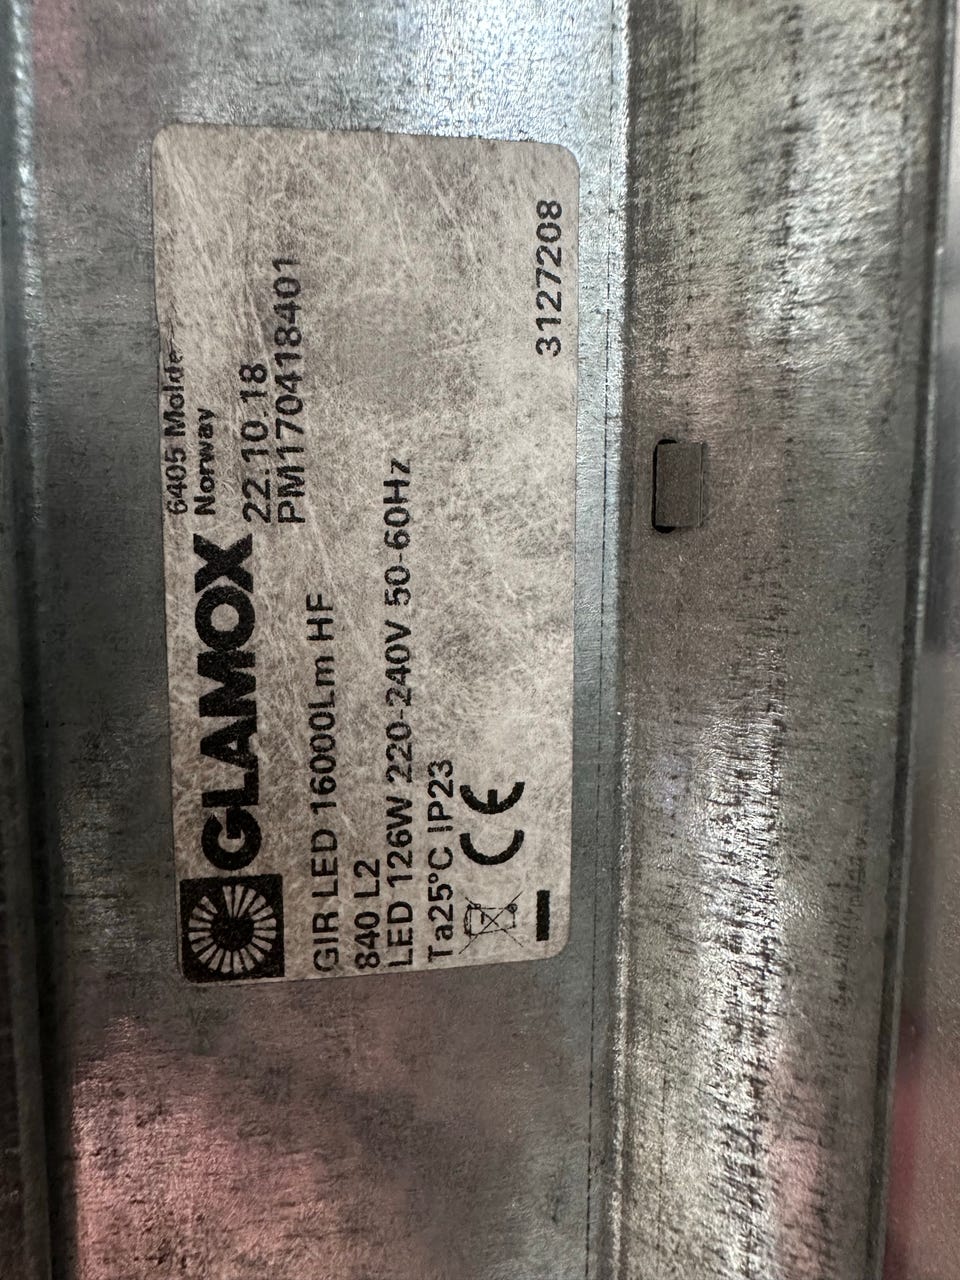 GLAMOX
6405 Molde
Norway
22.10.18
PM170418401
GIR LED 16000Lm HF
840 L2
LED 126W 220-240V 50-60Hz
Ta25°C IP23
CE
3127208